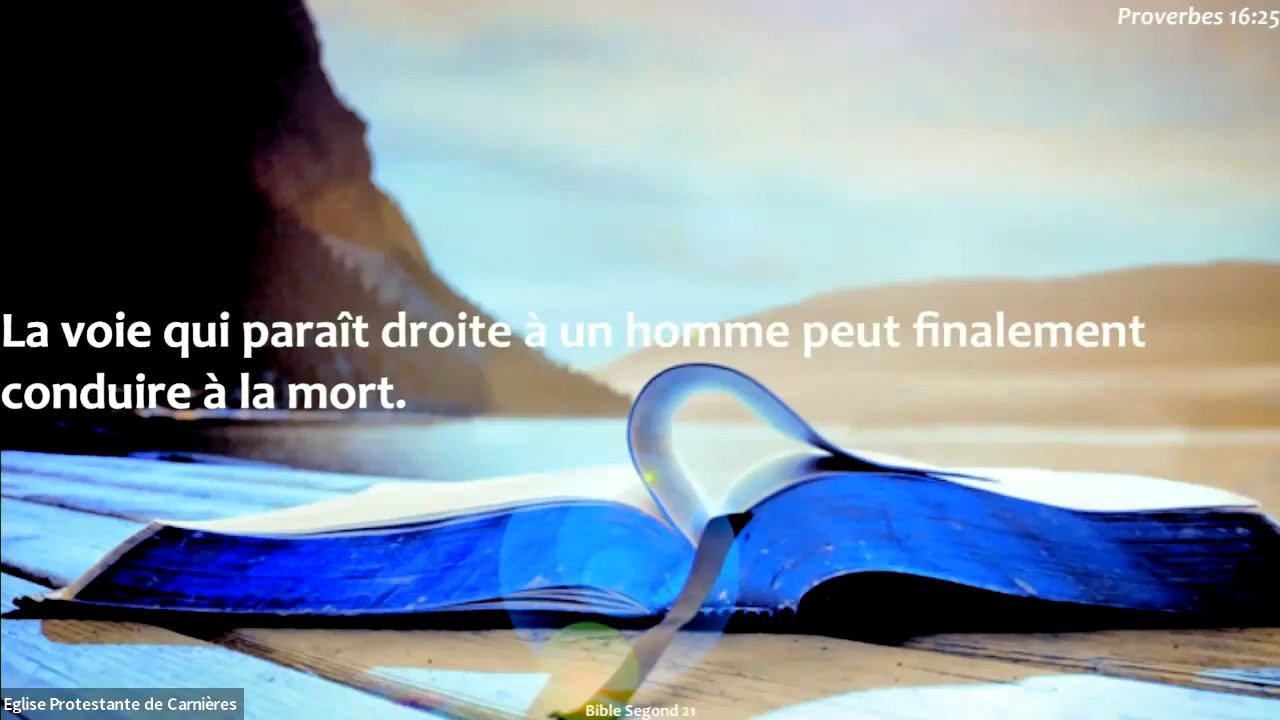 Proverbes 16:25
La voie qui paraît droite à un homme peut finalement
conduire à la mort.
Eglise Protestante de Carnières
Bible Segond 21